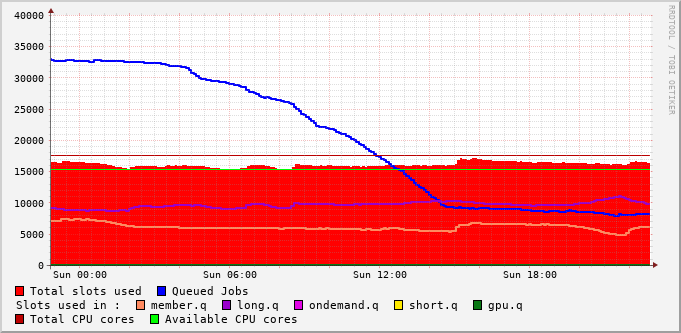 RRDTOOL / TOBI OETIKER
40000
35000
30000
25000
20000
15000
10000
5000
0
Sun 00:00 Sun 06:00 Sun 12:00 Sun 18:00
Total slots used Queued Jobs
Slots used in : member.q long.q ondemand.q short.q gpu.q
Total CPU cores Available CPU cores